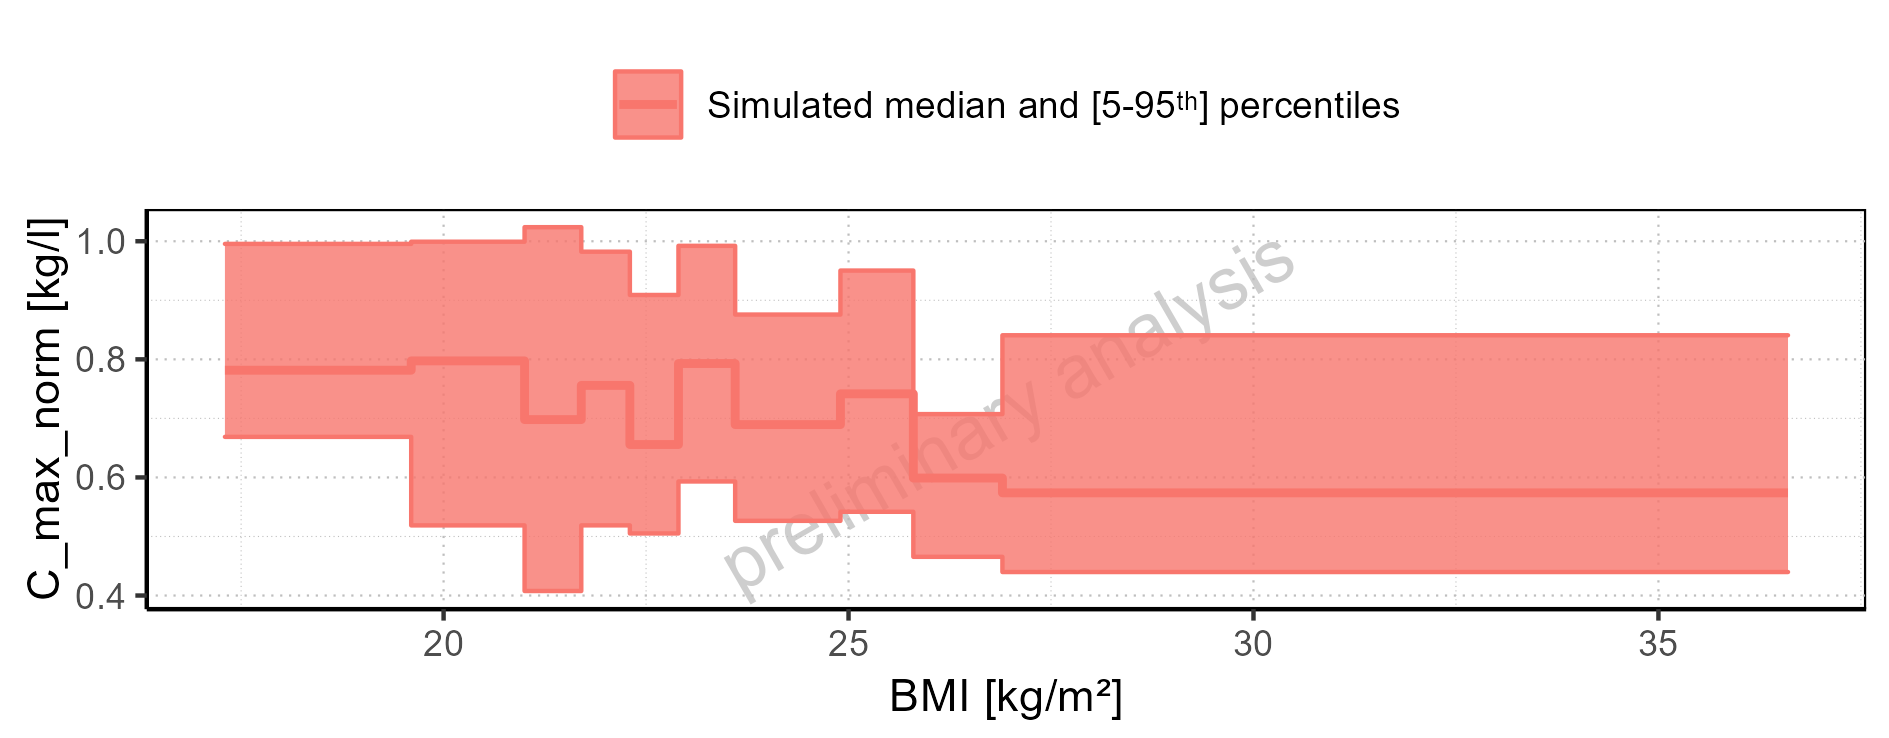 Simulated median and [5-95ᵗʰ] percentiles
C_max_norm [kg/l]
1.0
0.8
0.6
0.4
preliminary analysis
20 25 30 35
BMI [kg/m²]